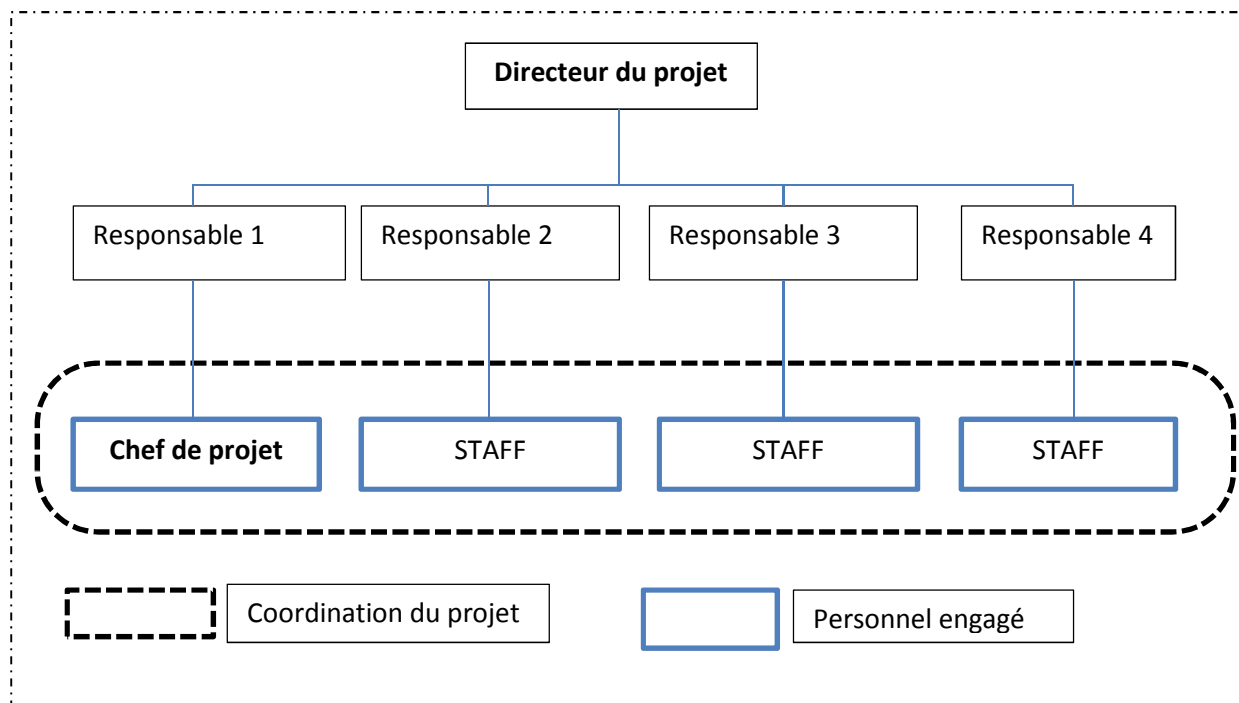 Directeur du projet
Responsable 1
Responsable 2
Responsable 3
Responsable 4
Chef de projet
STAFF
STAFF
STAFF
Coordination du projet
Personnel engagé